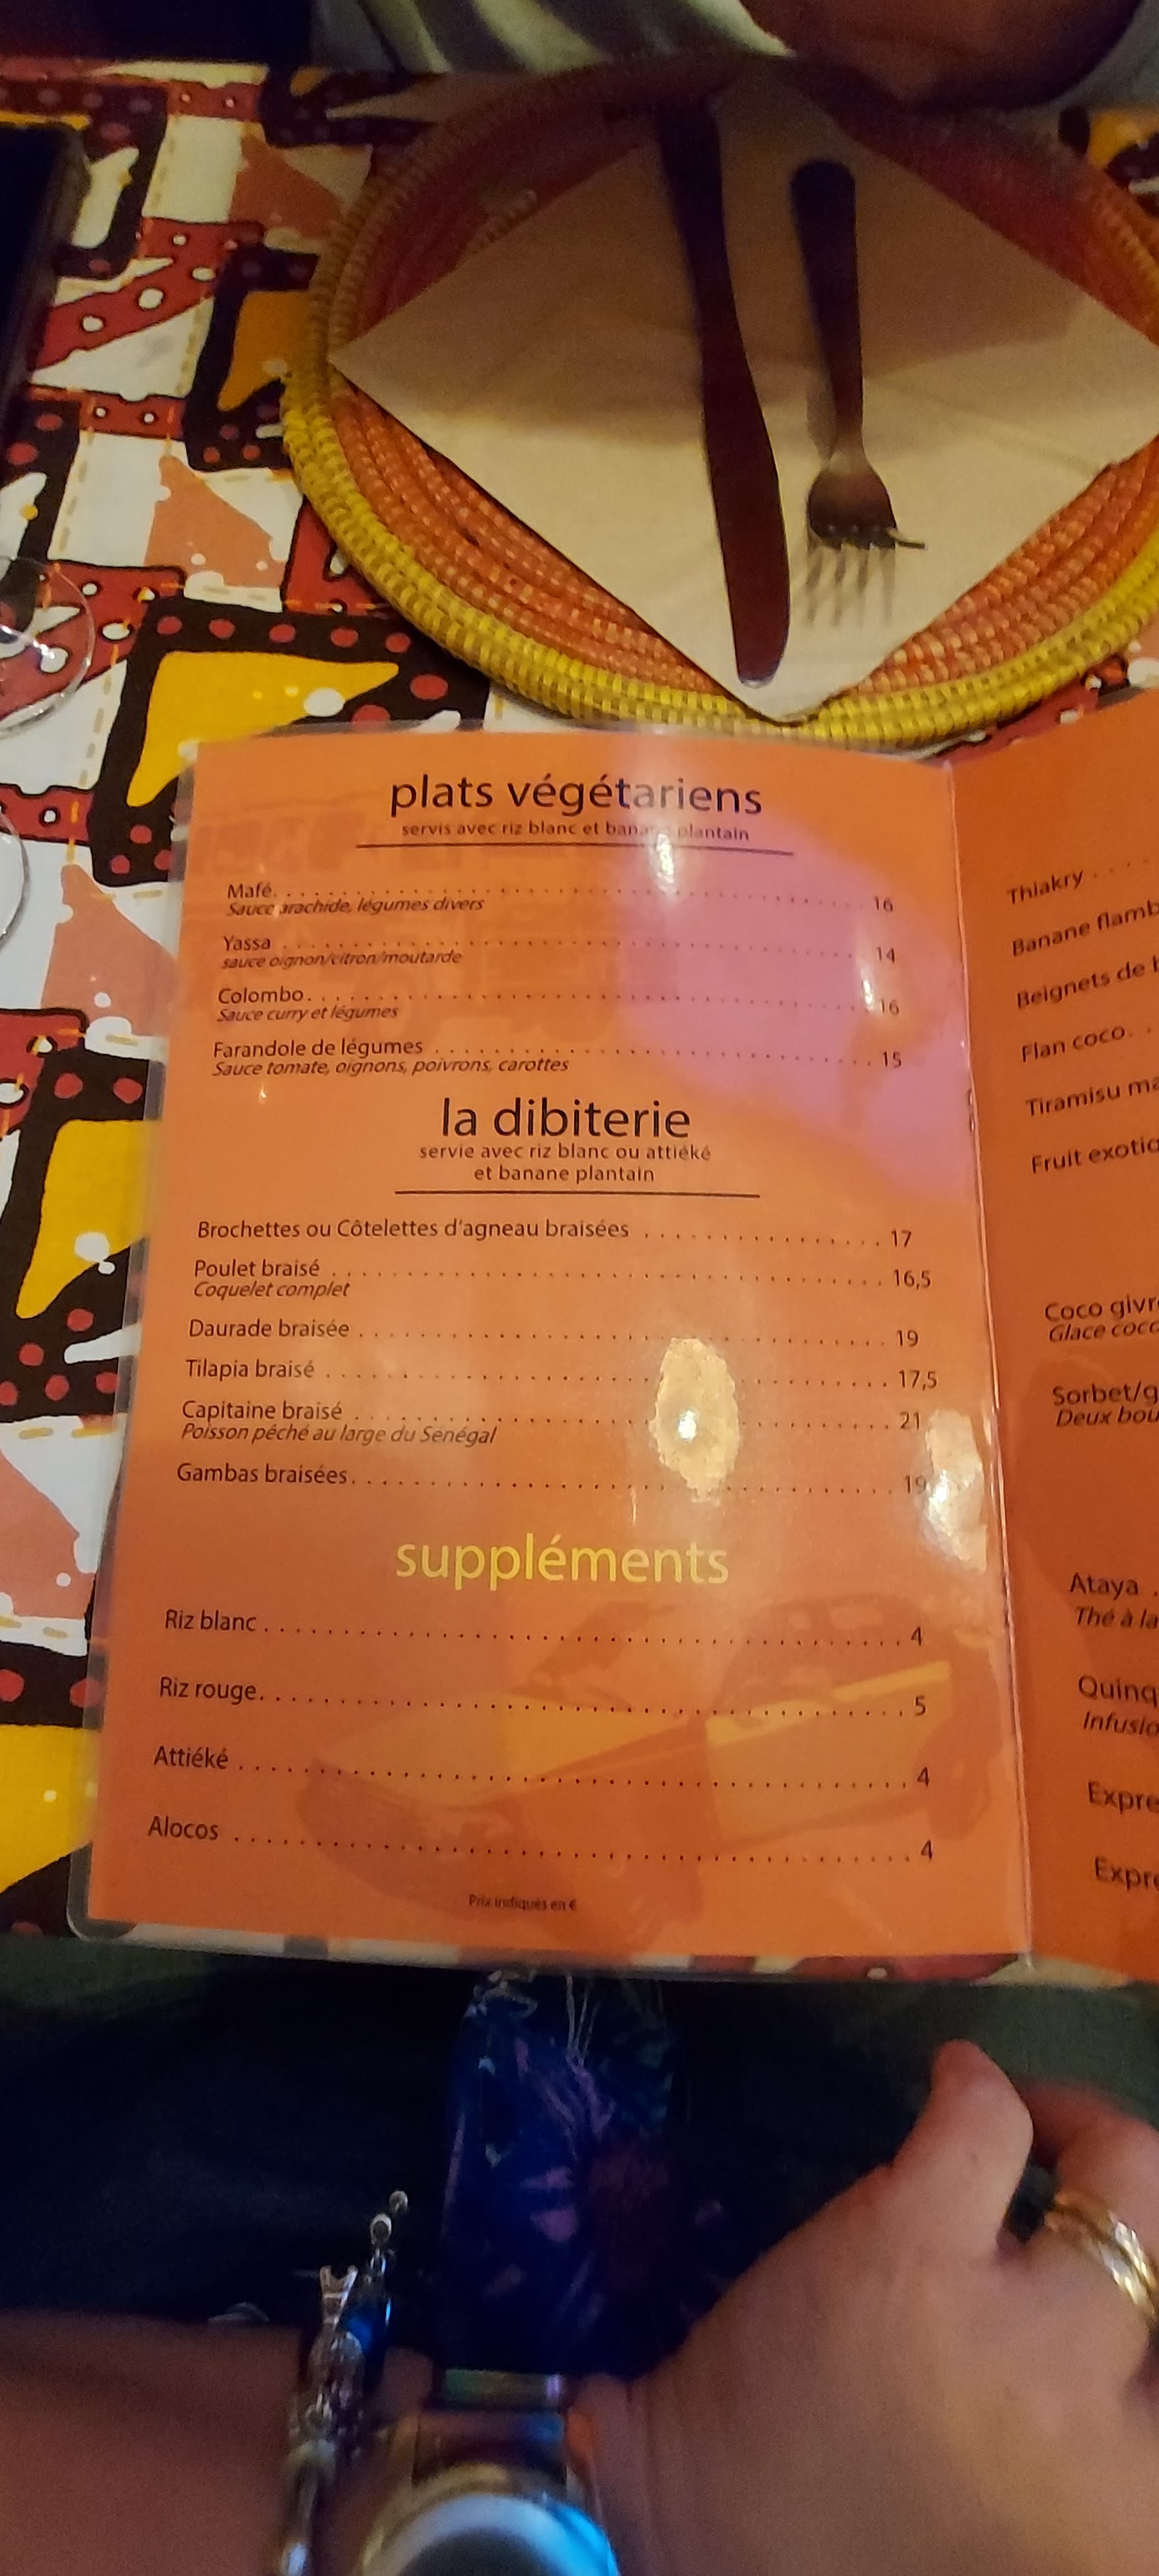 plats végétariens
servis avec riz blanc et banane plantain
Mafé. . . . . . . . . . . . . . . . . . . . . . . . . . . . . . . . . . . . 16
Sauce arachide, légumes divers
Yassa . . . . . . . . . . . . . . . . . . . . . . . . . . . . . . . . . . . . 14
sauce oignon/citron/moutarde
Colombo. . . . . . . . . . . . . . . . . . . . . . . . . . . . . . . . . . 16
Sauce curry et légumes
Farandole de légumes . . . . . . . . . . . . . . . . . . . . . . . . 15
Sauce tomate, oignons, poivrons, carottes
la dibiterie
servie avec riz blanc ou attiéké
et banane plantain
Brochettes ou Côtelettes d'agneau braisées . . . . . . . . . . . . . 17
Poulet braisé . . . . . . . . . . . . . . . . . . . . . . . . . . . . . . . 16,5
Coquelet complet
Daurade braisée . . . . . . . . . . . . . . . . . . . . . . . . . . . . . 19
Tilapia braisé . . . . . . . . . . . . . . . . . . . . . . . . . . . . . . . 17,5
Capitaine braisé . . . . . . . . . . . . . . . . . . . . . . . . . . . . . 21
Poisson pêché au large du Sénégal
Gambas braisées. . . . . . . . . . . . . . . . . . . . . . . . . . . . . 19
suppléments
Riz blanc . . . . . . . . . . . . . . . . . . . . . . . . . . . . . . . . . . 4
Riz rouge. . . . . . . . . . . . . . . . . . . . . . . . . . . . . . . . . . 5
Attiéké . . . . . . . . . . . . . . . . . . . . . . . . . . . . . . . . . . . 4
Alocos . . . . . . . . . . . . . . . . . . . . . . . . . . . . . . . . . . . 4
Prix indiqués en €
Thiakry . . . .
Banane flamb
Beignets de
Flan coco. . .
Tiramisu ma
Fruit exotic
Coco givr
Glace coco
Sorbet/g
Deux bou
Ataya .
Thé à la
Quinq
Infusio
Expre
Expre